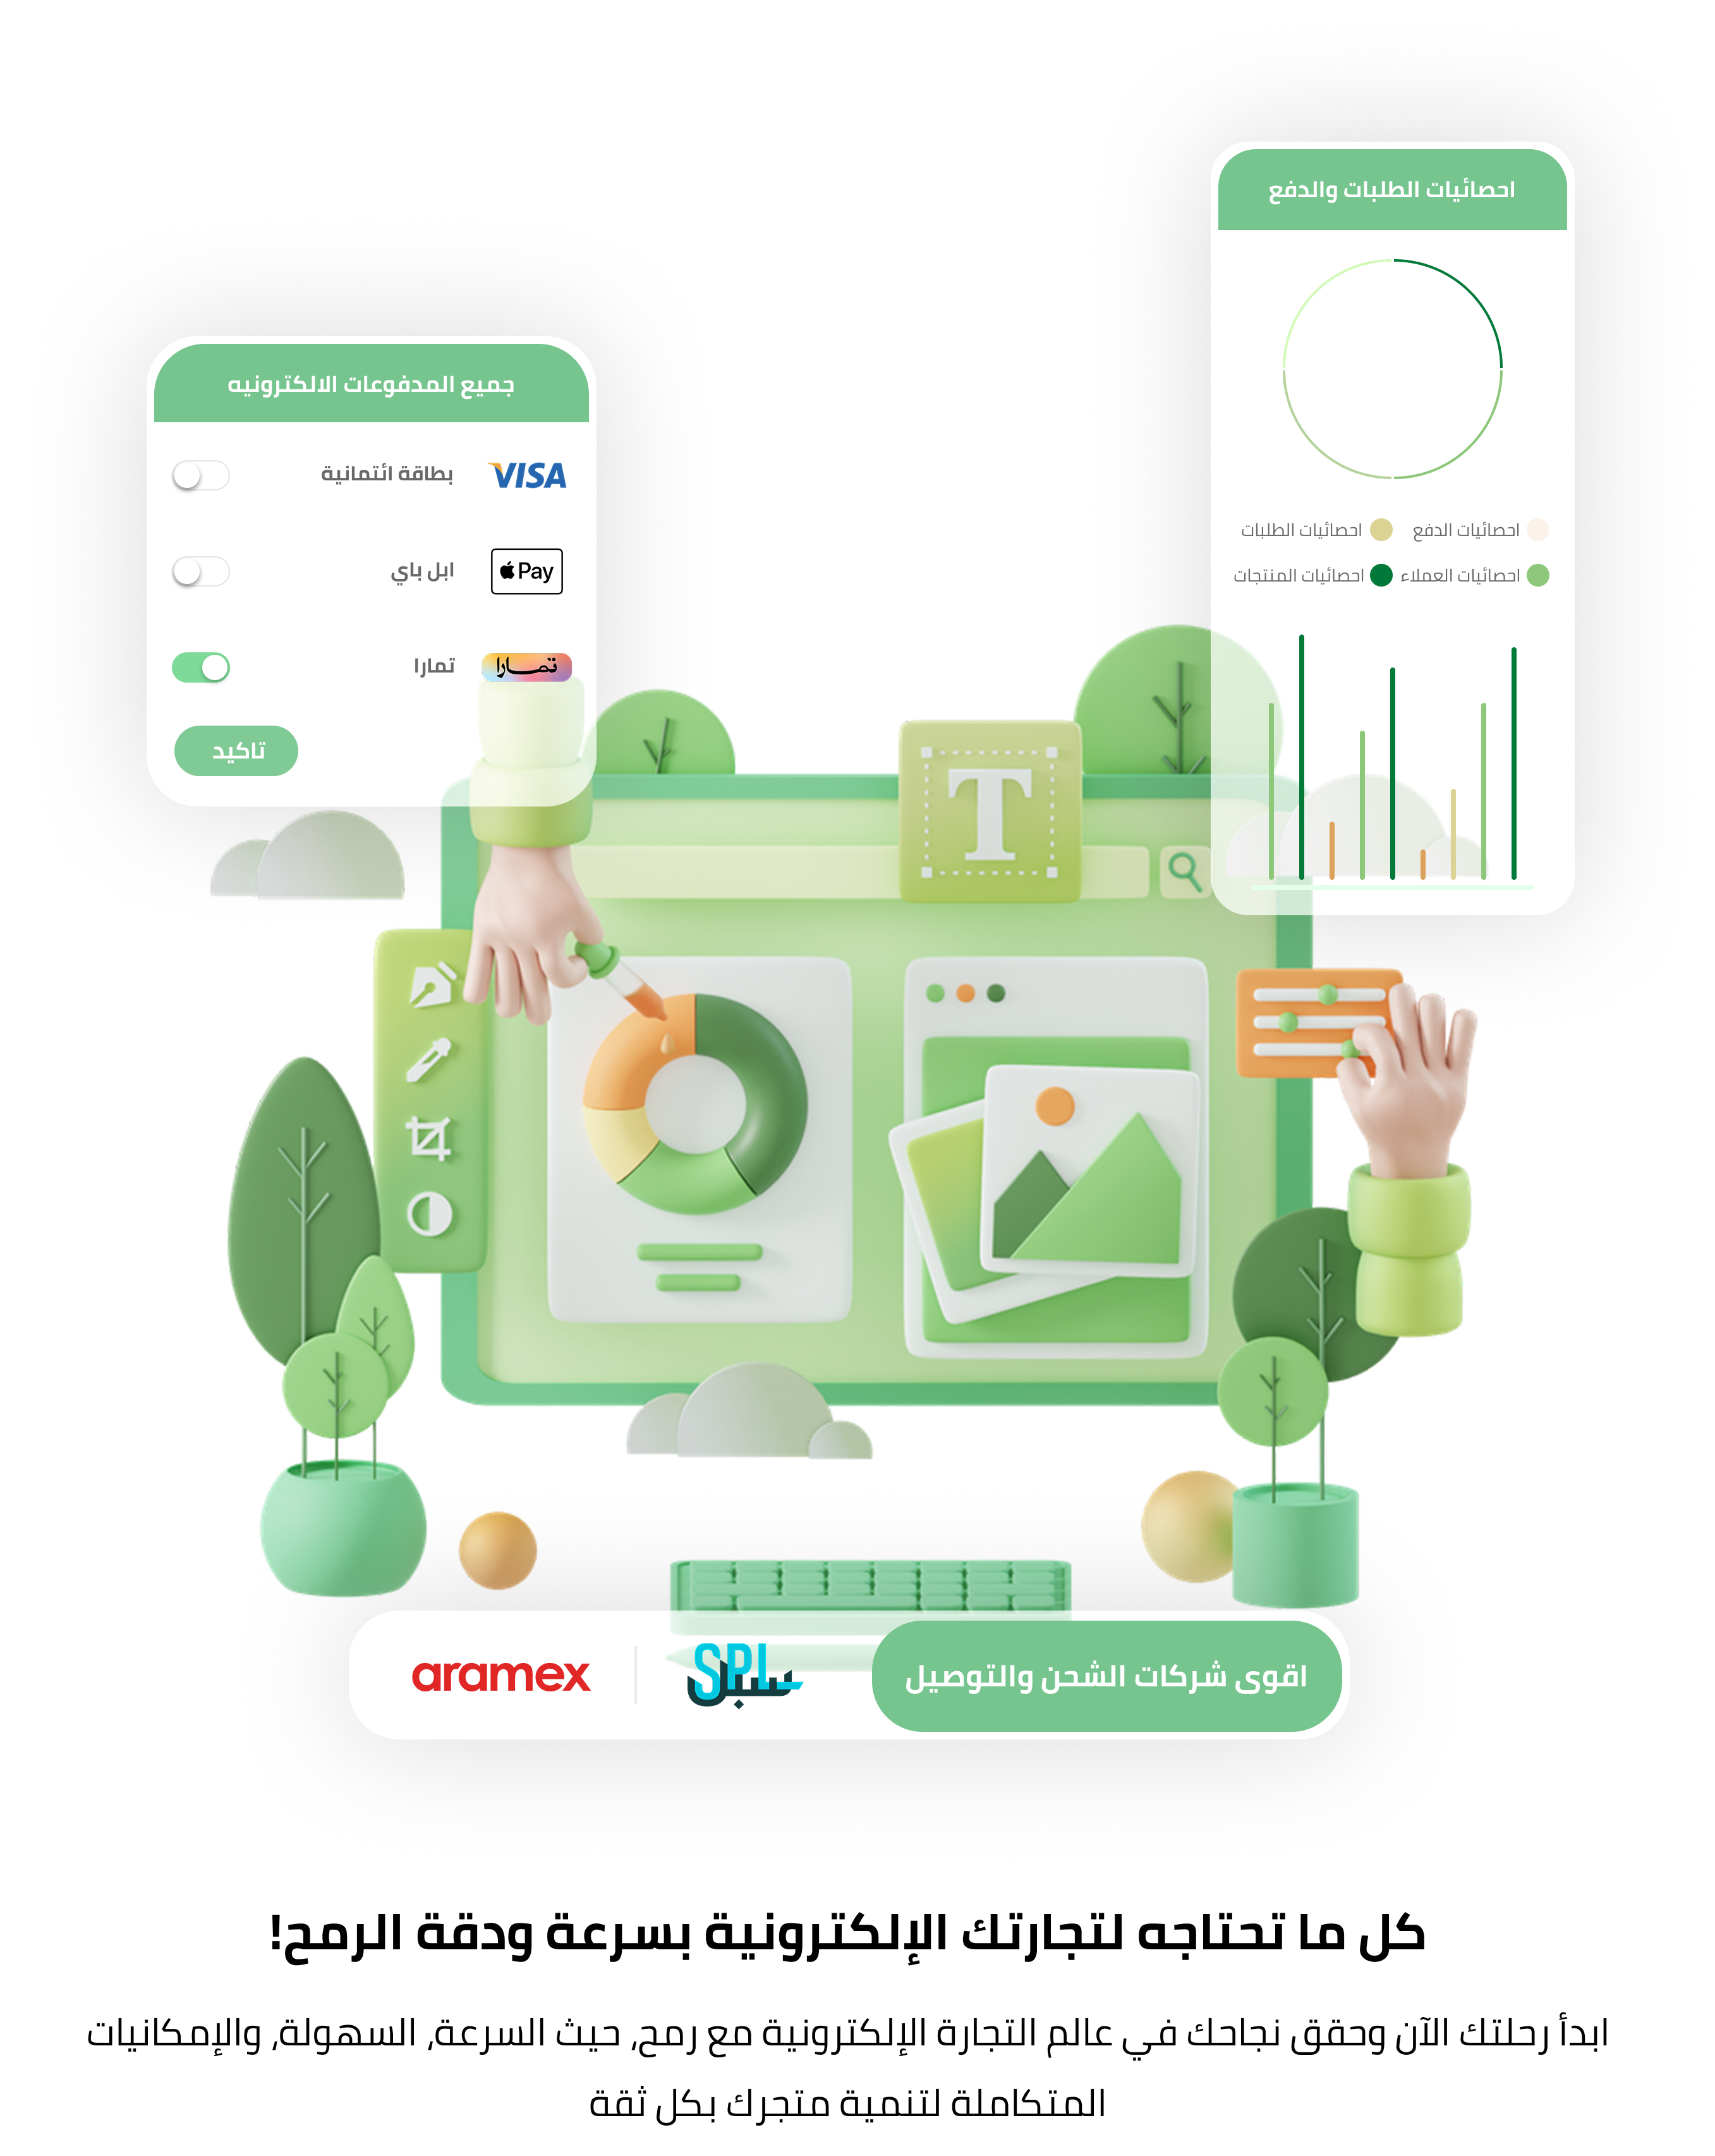 احصائيات الطلبات والدفع
احصائيات الدفع
احصائيات الطلبات
احصائيات العملاء
احصائيات المنتجات
جميع المدفوعات الالكترونيه
VISA
بطاقة ائتمانية
Pay
ابل باي
تمارا
تمارا
تاكيد
T
اقوى شركات الشحن والتوصيل
SPL
سبل
aramex
كل ما تحتاجه لتجارتك الإلكترونية بسرعة ودقة الرمح!
ابدأ رحلتك الآن وحقق نجاحك في عالم التجارة الإلكترونية مع رمح، حيث السرعة، السهولة، والإمكانيات
المتكاملة لتنمية متجرك بكل ثقة